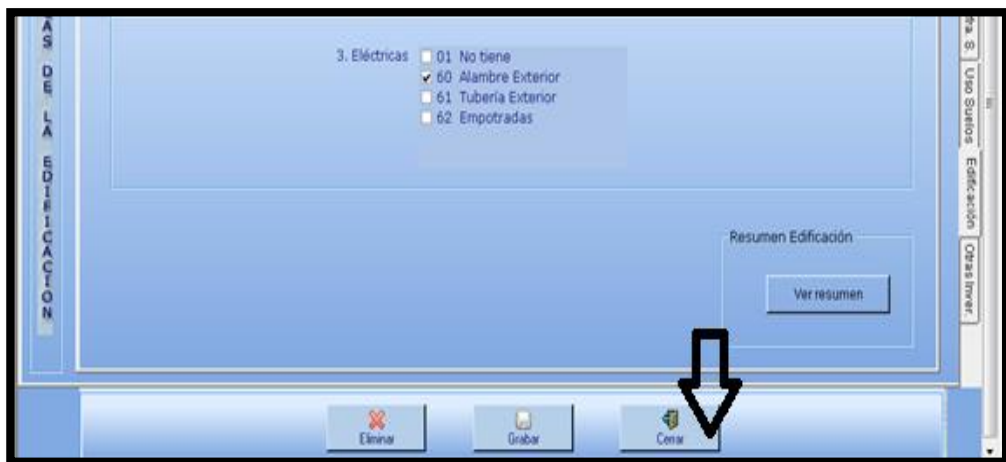 AS DE LA EDIFICACION
3. Eléctricas
01 No tiene
60 Alambre Exterior
61 Tubería Exterior
62 Empotradas
Resumen Edificación
Ver resumen
Eliminar
Grabar
Cerrar
fra. S.
Uso Suelos
Edificación
Otras Inver.